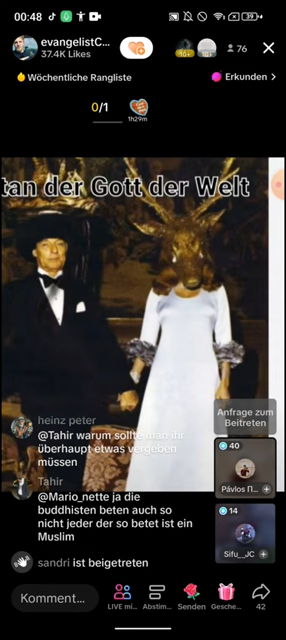 00:48
39
evangelistC...
37.4K Likes
10+
10+
76
Wöchentliche Rangliste
Erkunden >
0/1
1h29m
tan der Gott der Welt
heinz peter
@Tahir warum sollte man ihr
überhaupt etwas vergeben
müssen
Anfrage zum
Beitreten
40
Pávlos Π...
Tahir
@Mario_nette ja die
buddhisten beten auch so
nicht jeder der so betet ist ein
Muslim
14
Sifu__JC
sandri ist beigetreten
Komment...
LIVE mi...
Abstim...
Senden
Gesche...
42